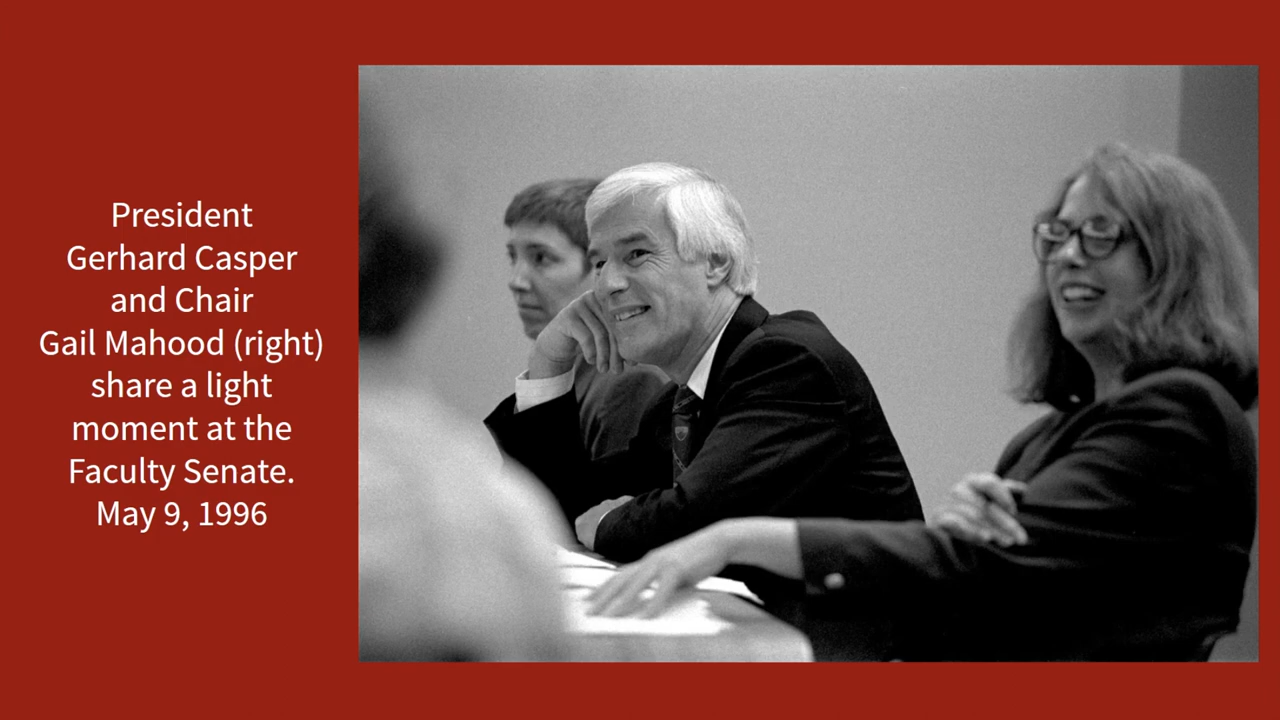 President
Gerhard Casper
and Chair
Gail Mahood (right)
share a light
moment at the
Faculty Senate.
May 9, 1996